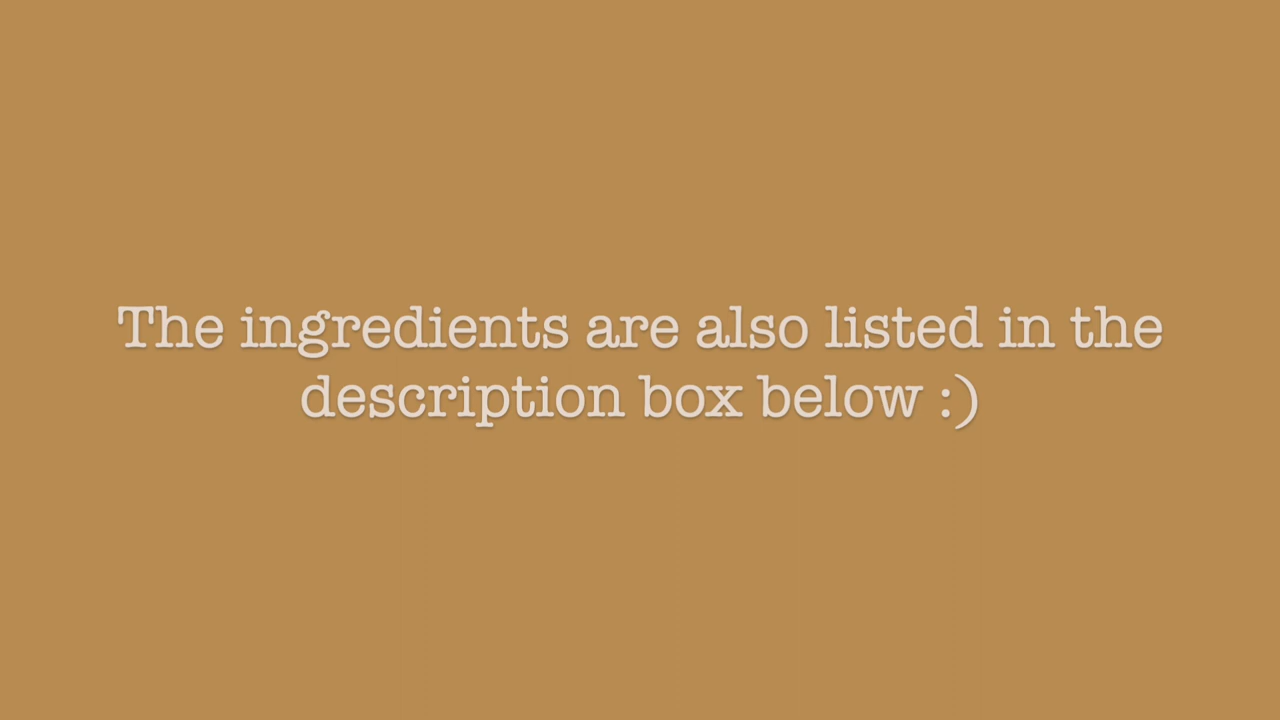 The ingredients are also listed in the
description box below :)